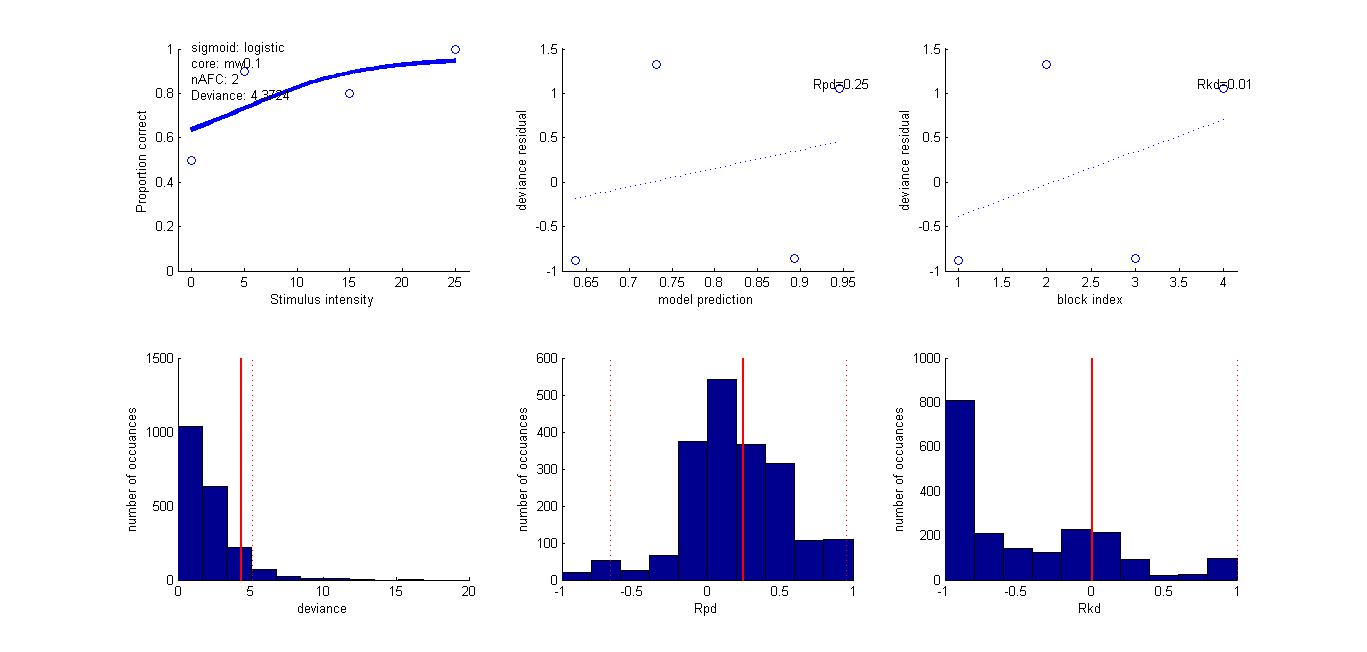 sigmoid: logistic
core: mw0.1
nAFC: 2
Deviance: 4.3724
1
0.8
0.6
0.4
0.2
0
0 5 10 15 20 25
Proportion correct
Stimulus intensity
Rpd=0.25
1.5
1
0.5
0
-0.5
-1
0.65 0.7 0.75 0.8 0.85 0.9 0.95
deviance residual
model prediction
Rkd=0.01
1.5
1
0.5
0
-0.5
-1
1 1.5 2 2.5 3 3.5 4
deviance residual
block index
1500
1000
500
0
0 5 10 15 20
number of occuances
deviance
600
500
400
300
200
100
0
-1 -0.5 0 0.5 1
number of occuances
Rpd
1000
800
600
400
200
0
-1 -0.5 0 0.5 1
number of occuances
Rkd